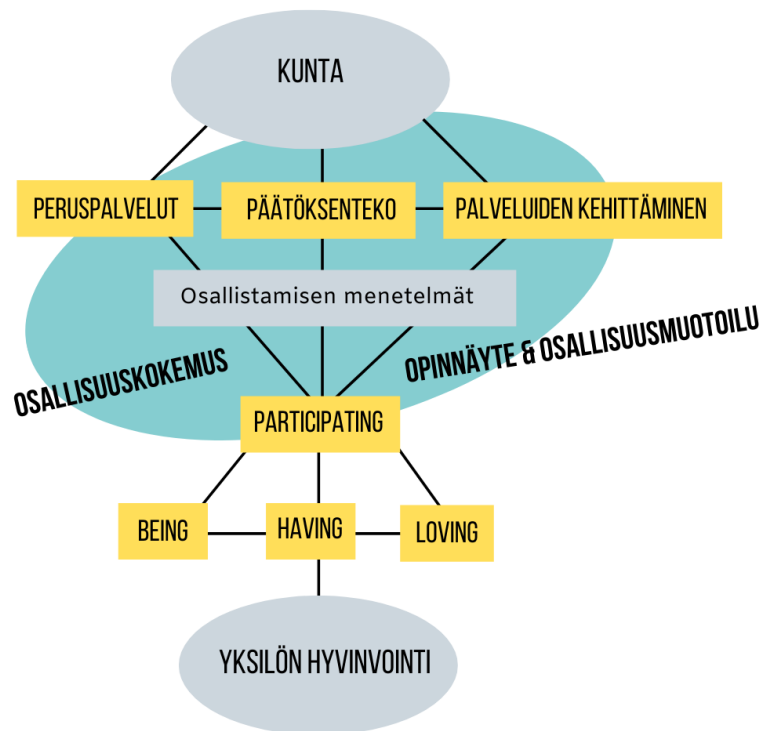 KUNTA
PERUSPALVELUT
PÄÄTÖKSENTEKO
PALVELUIDEN KEHITTÄMINEN
Osallistamisen menetelmät
OSALLISUUSKOKEMUS
OPINNÄYTE & OSALLISUUSMUOTOILU
PARTICIPATING
BEING
HAVING
LOVING
YKSILÖN HYVINVOINTI